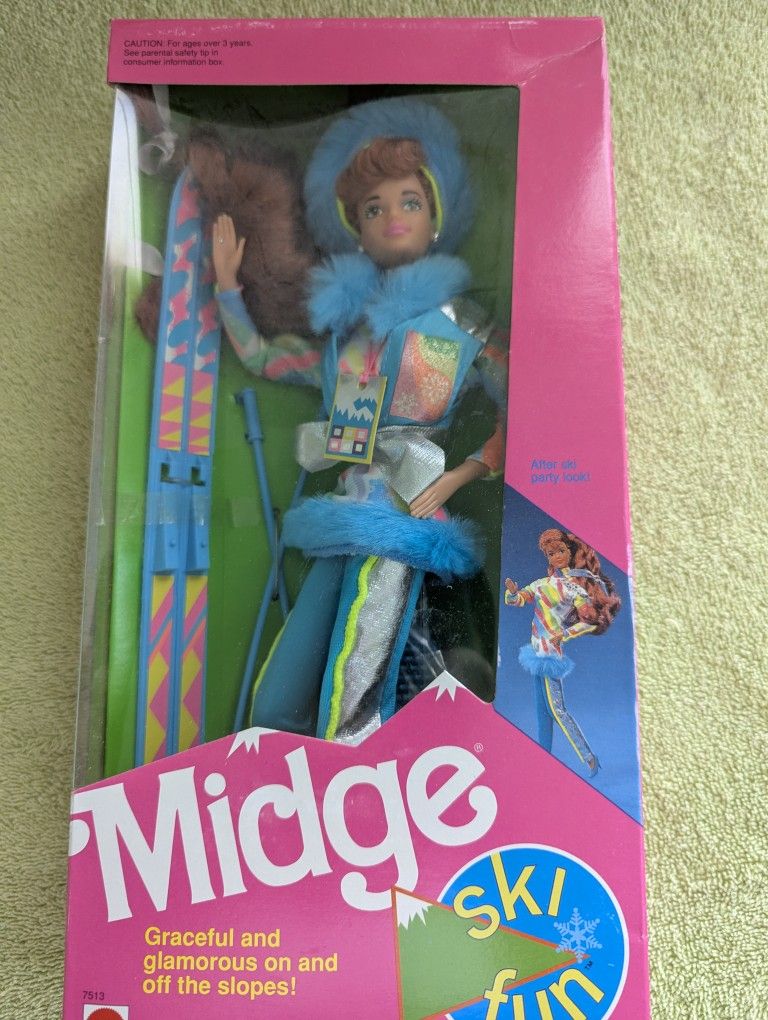 CAUTION: For ages over 3 years.
See parental safety tip in
consumer information box.
After ski
party look!
Midge®
Graceful and
glamorous on and
off the slopes!
ski
fun™
7513